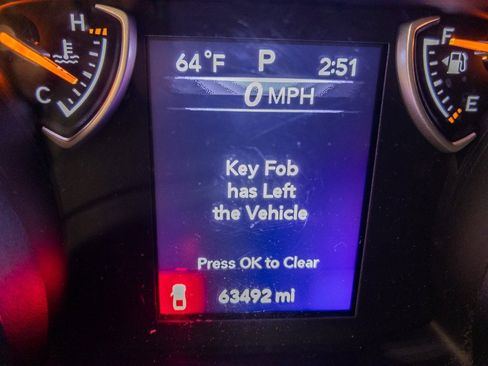 H
C
64°F P 2:51
0 MPH
Key Fob
has Left
the Vehicle
Press OK to Clear
63492 mi
F
E